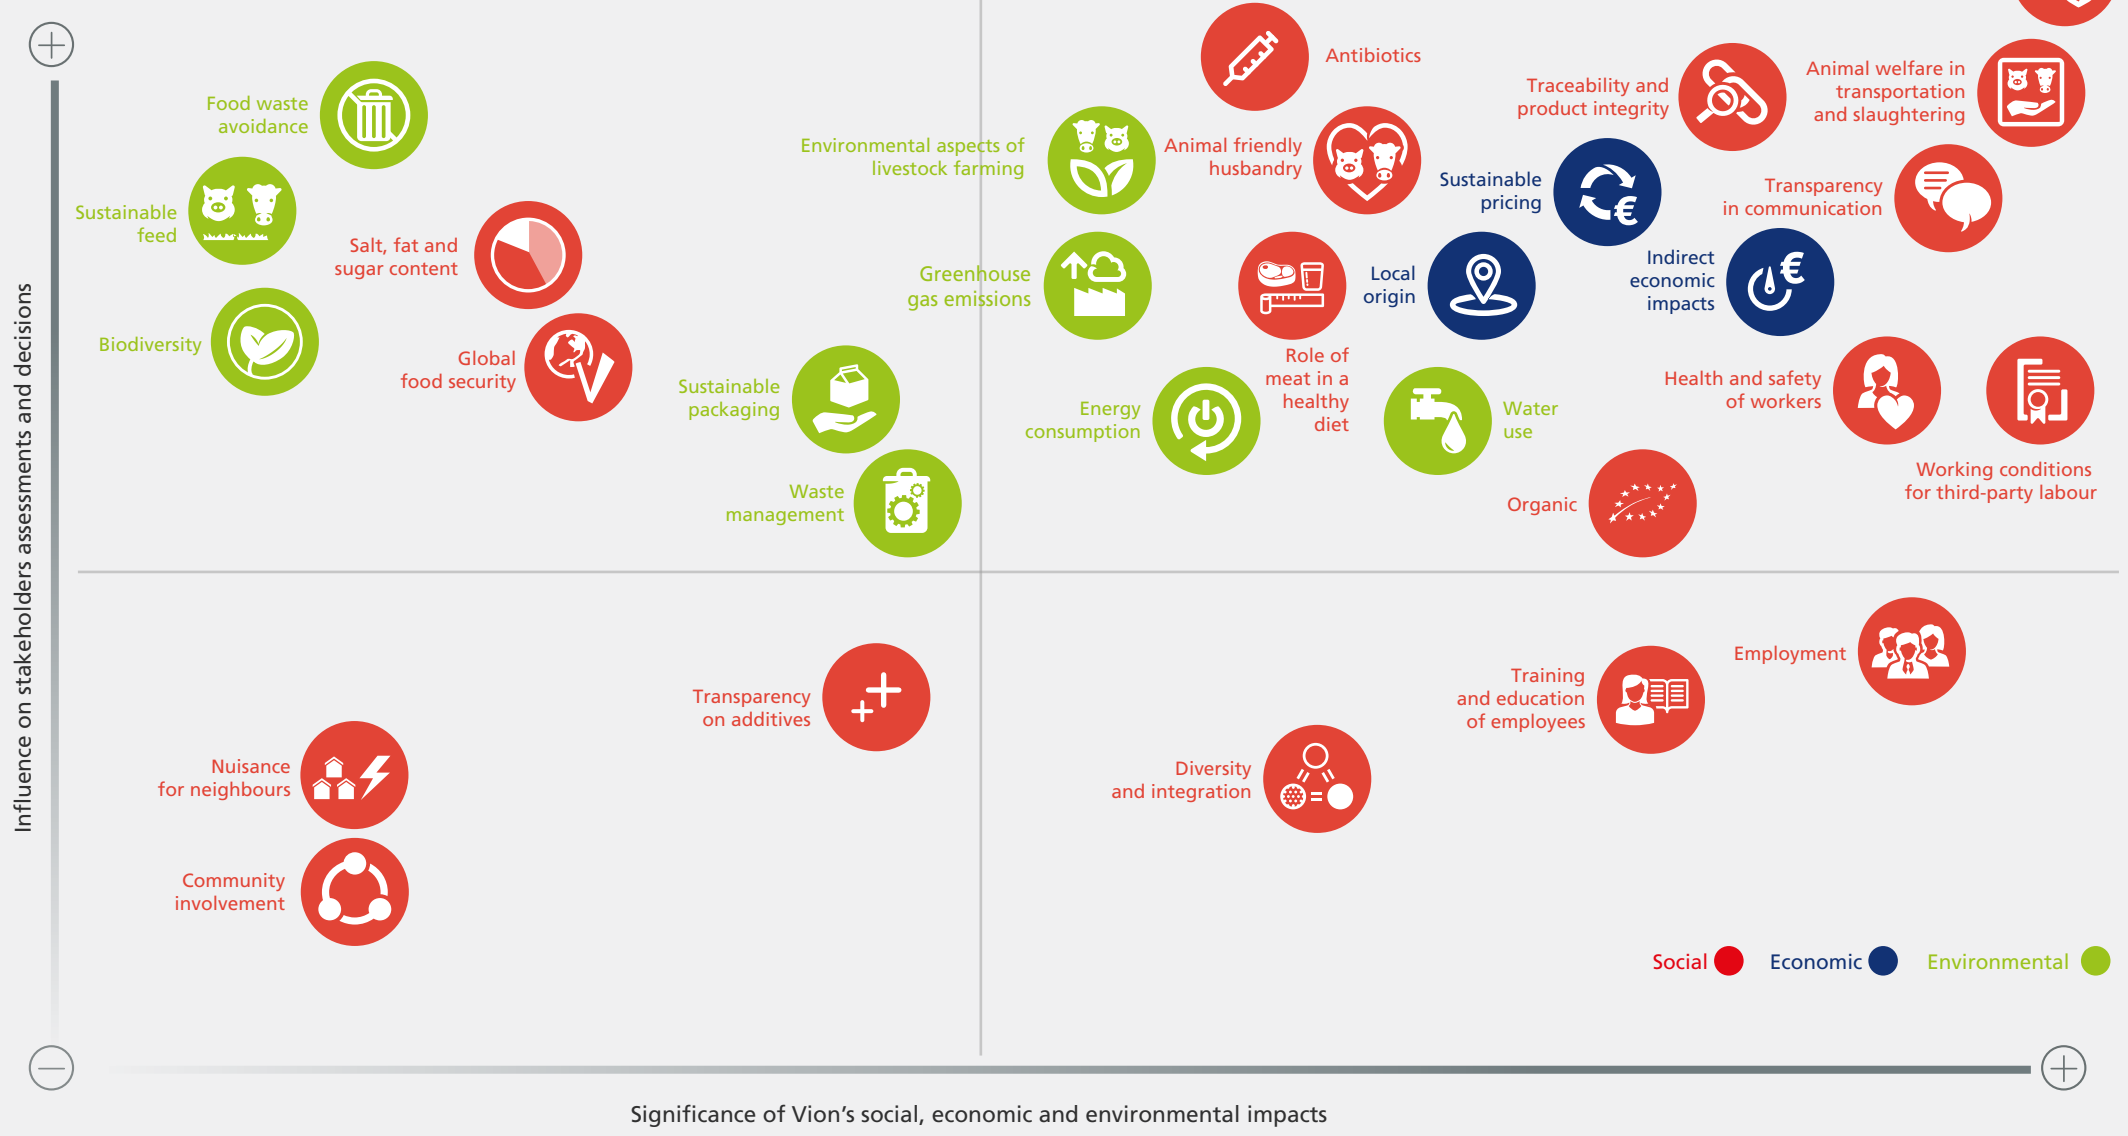 Antibiotics
Food waste
avoidance
Traceability and
product integrity
Animal welfare in
transportation
and slaughtering
Environmental aspects of
livestock farming
Animal friendly
husbandry
Sustainable
pricing
Transparency
in communication
Sustainable
feed
Salt, fat and
sugar content
Greenhouse
gas emissions
Local
origin
Indirect
economic
impacts
Biodiversity
Global
food security
Sustainable
packaging
Energy
consumption
Role of
meat in a
healthy
diet
Water
use
Health and safety
of workers
Working conditions
for third-party labour
Waste
management
Organic
Influence on stakeholders assessments and decisions
Transparency
on additives
Training
and education
of employees
Employment
Nuisance
for neighbours
Diversity
and integration
Community
involvement
Social
Economic
Environmental
Significance of Vion’s social, economic and environmental impacts